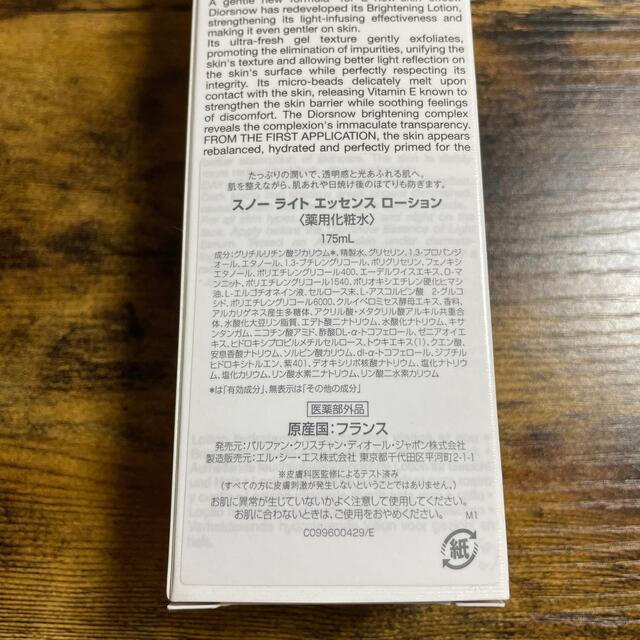 A gentle new formula for a new skin effect.
Diorsnow has redeveloped its Brightening Lotion,
strengthening its light-infusing effectiveness and
making it even gentler on skin.
Its ultra-fresh gel texture gently exfoliates,
promoting the elimination of impurities, unifying the
skin's texture and allowing better light reflection on
the skin's surface while perfectly respecting its
integrity. Its micro-beads delicately melt upon
contact with the skin, releasing Vitamin E known to
strengthen the skin barrier while soothing feelings
of discomfort. The Diorsnow brightening complex
reveals the complexion's immaculate transparency.
FROM THE FIRST APPLICATION, the skin appears
rebalanced, hydrated and perfectly primed for the
たっぷりの潤いで、透明感と光あふれる肌へ。
肌を整えながら、肌あれや日焼け後のほてりも防ぎます。
スノー ライト エッセンス ローション
〈薬用化粧水〉
175mL
成分:グリチルリチン酸ジカリウム*、精製水、グリセリン、1,3-プロパンジ
オール、エタノール、1,3-ブチレングリコール、ポリグリセリン、フェノキシ
エタノール、ポリエチレングリコール400、エーデルワイスエキス、D-マ
ンニット、ポリエチレングリコール1540、ポリオキシエチレン硬化ヒマシ
油、L-エルゴチオネイン液、セルロース末、L-アスコルビン酸 2-グルコ
シド、ポリエチレングリコール6000、クルイベロミセス酵母エキス、香料、
アルカリゲネス産生多糖体、アクリル酸・メタクリル酸アルキル共重合
体、水酸化大豆リン脂質、エデト酸二ナトリウム、水酸化ナトリウム、キサ
ンタンガム、ニコチン酸アミド、酢酸DL-α-トコフェロール、ゼニアオイエ
キス、ヒドロキシプロピルメチルセルロース、トウキエキス(1)、クエン酸、
安息香酸ナトリウム、ソルビン酸カリウム、dl-α-トコフェロール、ジブチル
ヒドロキシトルエン、紫401、デオキシリボ核酸ナトリウム、塩化ナトリウ
ム、塩化カリウム、リン酸水素二ナトリウム、リン酸二水素カリウム
*は「有効成分」、無表示は「その他の成分」
医薬部外品
原産国:フランス
発売元:パルファン・クリスチャン・ディオール・ジャポン株式会社
製造販売元:エル・シー・エス株式会社 東京都千代田区平河町2-1-1
※皮膚科医監修によるテスト済み
(すべての方に皮膚刺激が発生しないということではありません。)
お肌に異常が生じていないかよく注意して使用してください。
お肌に合わないときは、ご使用をおやめください。 M1
C099600429/E
紙